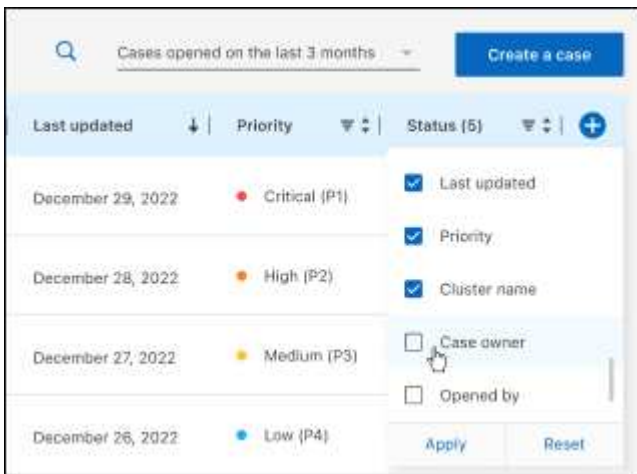 Cases opened on the last 3 months
Create a case
Last updated
Priority
Status (5)
December 29, 2022
Critical (P1)
December 28, 2022
High (P2)
December 27, 2022
Medium (P3)
December 26, 2022
Low (P4)
Last updated
Priority
Cluster name
Case owner
Opened by
Apply
Reset